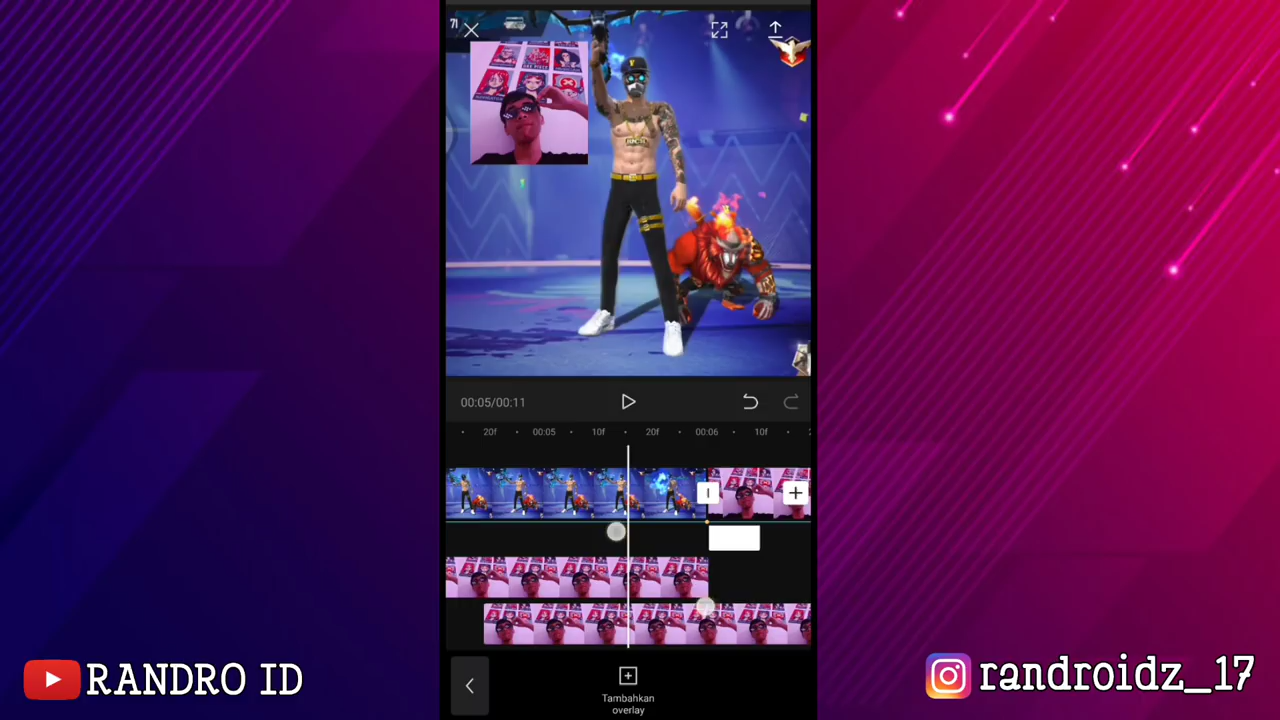 00:05/00:11
20f
00:05
10f
20f
00:06
10f
Tambahkan
overlay
RANDRO ID
randroidz_17